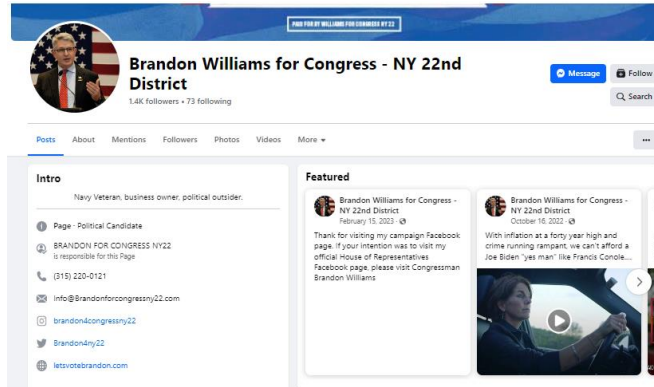 PAID FOR BY WILLIAMS FOR CONGRESS NY 22
Brandon Williams for Congress - NY 22nd
District
1.4K followers • 73 following
Message
Follow
Search
Posts About Mentions Followers Photos Videos More
Intro
Navy Veteran, business owner, political outsider.
Page · Political Candidate
BRANDON FOR CONGRESS NY22
is responsible for this Page
(315) 220-0121
Info@Brandonforcongressny22.com
brandon4congressny22
Brandon4ny22
letsvotebrandon.com
Featured
Brandon Williams for Congress -
NY 22nd District
February 15, 2023 ·
Thank for visiting my campaign Facebook
page. If your intention was to visit my
official House of Representatives
Facebook page, please visit Congressman
Brandon Williams
Brandon Williams for Congress -
NY 22nd District
October 16, 2022 ·
With inflation at a forty year high and
crime running rampant, we can't afford a
Joe Biden "yes man" like Francis Conole....